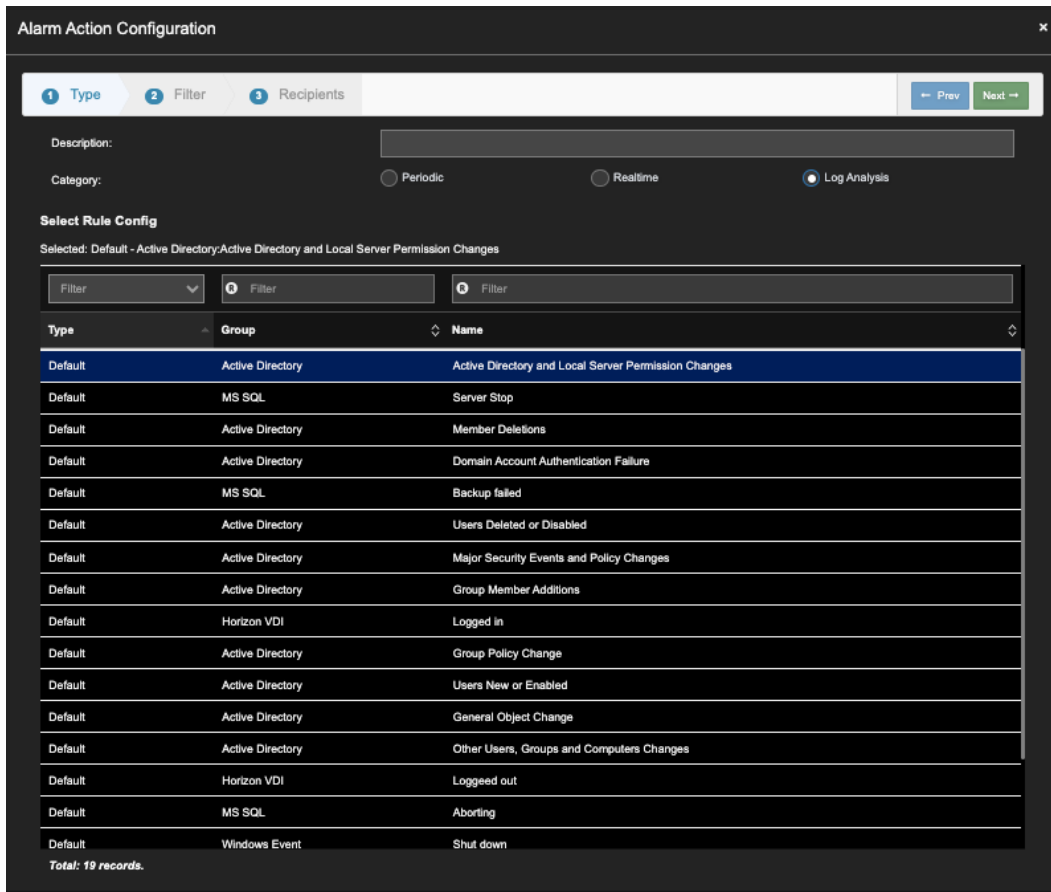 Alarm Action Configuration ×
1 Type 2 Filter 3 Recipients ← Prev Next →
Description:
Category: Periodic Realtime Log Analysis
Select Rule Config
Selected: Default - Active Directory:Active Directory and Local Server Permission Changes
Filter R Filter R Filter
Type Group Name
Default Active Directory Active Directory and Local Server Permission Changes
Default MS SQL Server Stop
Default Active Directory Member Deletions
Default Active Directory Domain Account Authentication Failure
Default MS SQL Backup failed
Default Active Directory Users Deleted or Disabled
Default Active Directory Major Security Events and Policy Changes
Default Active Directory Group Member Additions
Default Horizon VDI Logged in
Default Active Directory Group Policy Change
Default Active Directory Users New or Enabled
Default Active Directory General Object Change
Default Active Directory Other Users, Groups and Computers Changes
Default Horizon VDI Loggeed out
Default MS SQL Aborting
Default Windows Event Shut down
Total: 19 records.